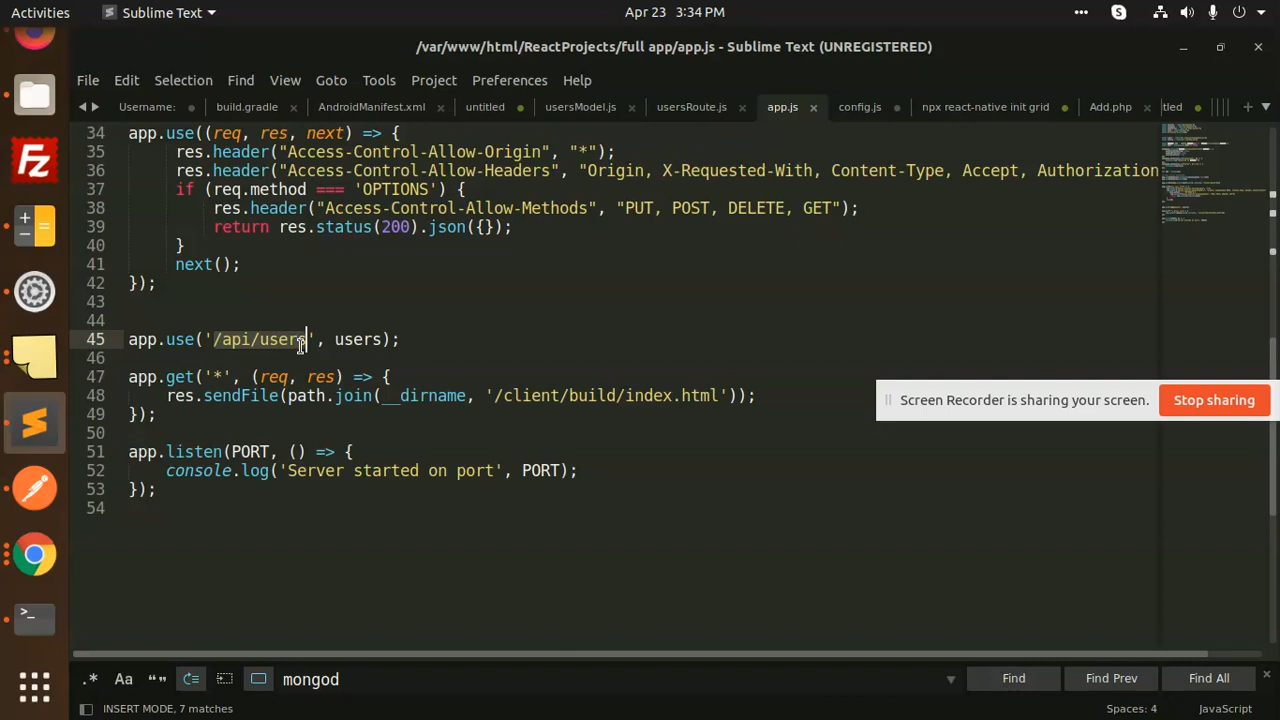 Activities Sublime Text Apr 23 3:34 PM
/var/www/html/ReactProjects/full app/app.js - Sublime Text (UNREGISTERED)
File Edit Selection Find View Goto Tools Project Preferences Help
Username: build.gradle AndroidManifest.xml untitled usersModel.js usersRoute.js app.js config.js npx react-native init grid Add.php tled
34 app.use((req, res, next) => {
35 res.header("Access-Control-Allow-Origin", "*");
36 res.header("Access-Control-Allow-Headers", "Origin, X-Requested-With, Content-Type, Accept, Authorization
37 if (req.method === 'OPTIONS') {
38 res.header("Access-Control-Allow-Methods", "PUT, POST, DELETE, GET");
39 return res.status(200).json({});
40 }
41 next();
42 });
43
44
45 app.use('/api/users', users);
46
47 app.get('*', (req, res) => {
48 res.sendFile(path.join(__dirname, '/client/build/index.html'));
49 });
50
51 app.listen(PORT, () => {
52 console.log('Server started on port', PORT);
53 });
54
Screen Recorder is sharing your screen. Stop sharing
.* Aa “” mongod Find Find Prev Find All
INSERT MODE, 7 matches Spaces: 4 JavaScript